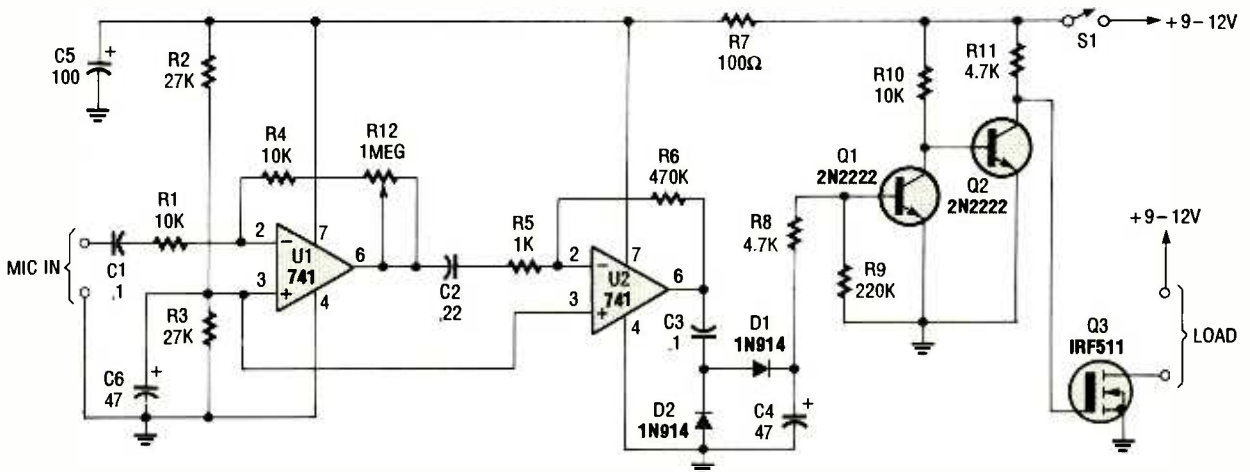 C5
100
+
R2
27K
R7
100Ω
R10
10K
R11
4.7K
S1
+9–12V
R4
10K
R12
1MEG
R6
470K
Q1
2N2222
Q2
2N2222
+9–12V
R1
10K
R5
1K
R8
4.7K
R9
220K
MIC IN
C1
.1
2
–
7
U1
741
6
3
+
4
C2
.22
2
–
7
U2
741
6
3
+
4
R3
27K
C6
47
+
C3
.1
D1
1N914
D2
1N914
C4
47
+
Q3
IRF511
LOAD